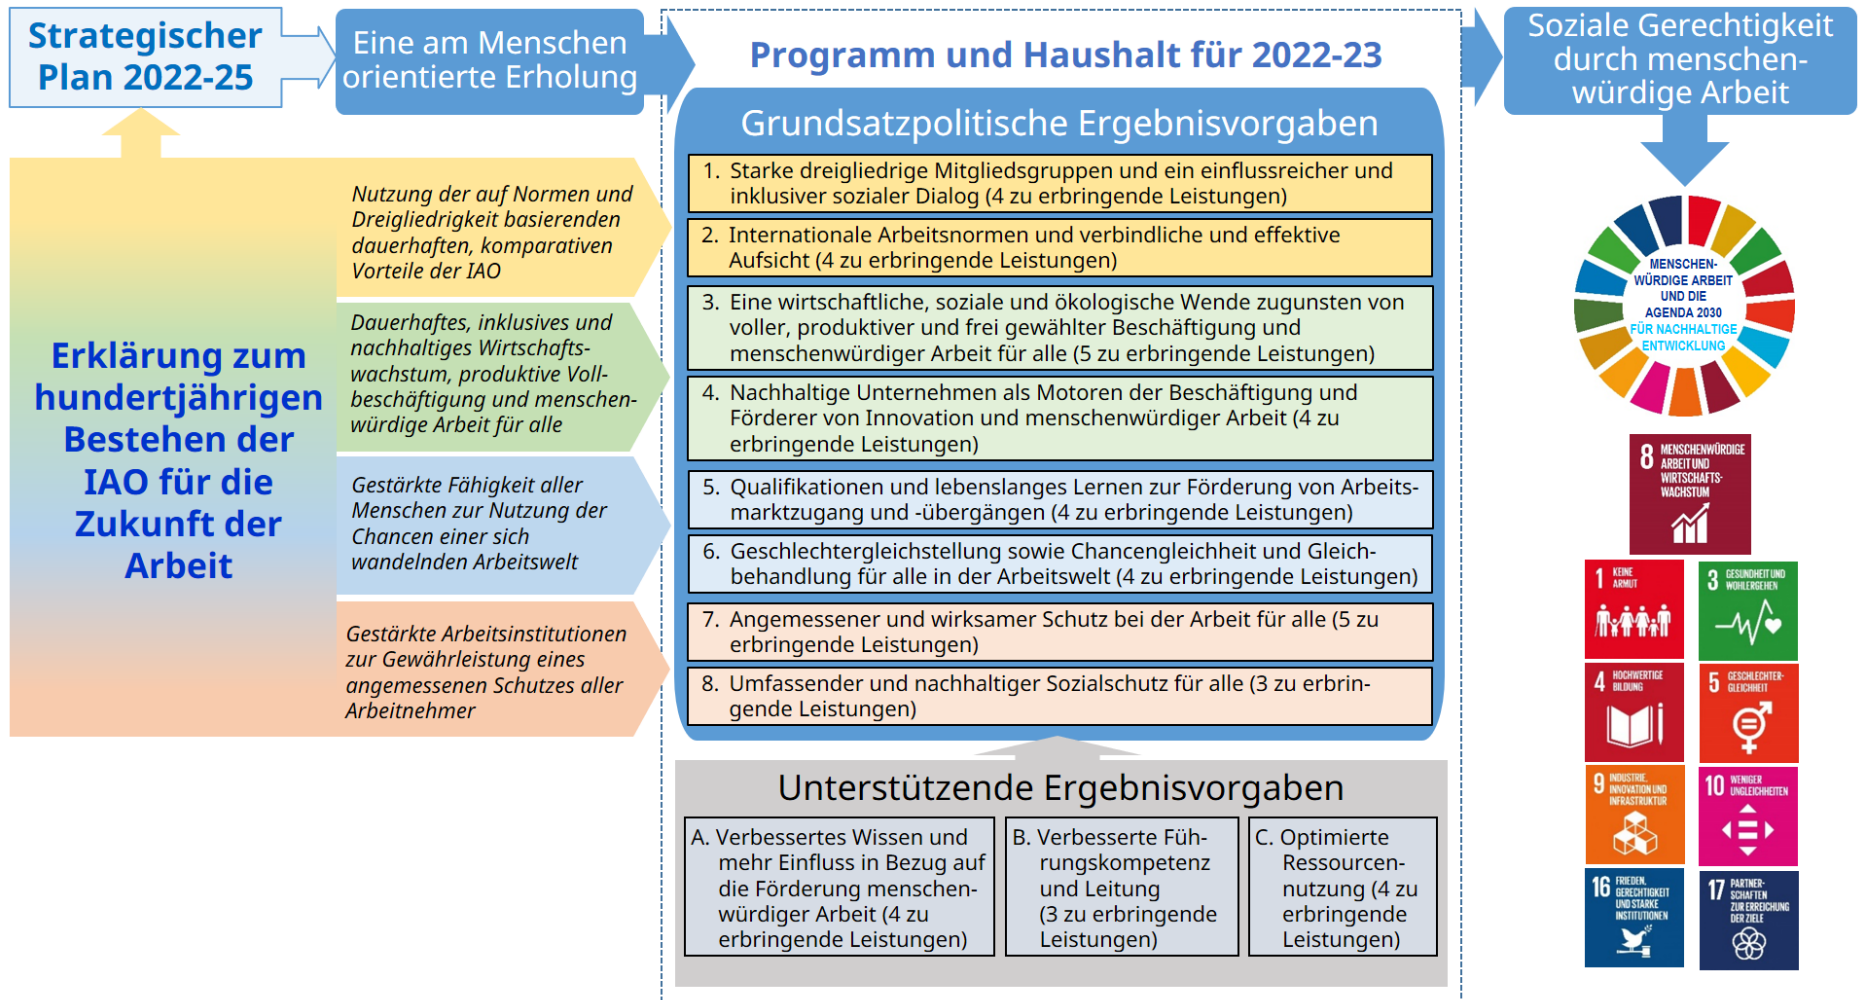 Strategischer
Plan 2022-25
Eine am Menschen
orientierte Erholung
Programm und Haushalt für 2022-23
Soziale Gerechtigkeit
durch menschen-
würdige Arbeit
Erklärung zum
hundertjährigen
Bestehen der
IAO für die
Zukunft der
Arbeit
Nutzung der auf Normen und
Dreigliedrigkeit basierenden
dauerhaften, komparativen
Vorteile der IAO
Dauerhaftes, inklusives und
nachhaltiges Wirtschafts-
wachstum, produktive Voll-
beschäftigung und menschen-
würdige Arbeit für alle
Gestärkte Fähigkeit aller
Menschen zur Nutzung der
Chancen einer sich
wandelnden Arbeitswelt
Gestärkte Arbeitsinstitutionen
zur Gewährleistung eines
angemessenen Schutzes aller
Arbeitnehmer
Grundsatzpolitische Ergebnisvorgaben
1. Starke dreigliedrige Mitgliedsgruppen und ein einflussreicher und
inklusiver sozialer Dialog (4 zu erbringende Leistungen)
2. Internationale Arbeitsnormen und verbindliche und effektive
Aufsicht (4 zu erbringende Leistungen)
3. Eine wirtschaftliche, soziale und ökologische Wende zugunsten von
voller, produktiver und frei gewählter Beschäftigung und
menschenwürdiger Arbeit für alle (5 zu erbringende Leistungen)
4. Nachhaltige Unternehmen als Motoren der Beschäftigung und
Förderer von Innovation und menschenwürdiger Arbeit (4 zu
erbringende Leistungen)
5. Qualifikationen und lebenslanges Lernen zur Förderung von Arbeits-
marktzugang und -übergängen (4 zu erbringende Leistungen)
6. Geschlechtergleichstellung sowie Chancengleichheit und Gleich-
behandlung für alle in der Arbeitswelt (4 zu erbringende Leistungen)
7. Angemessener und wirksamer Schutz bei der Arbeit für alle (5 zu
erbringende Leistungen)
8. Umfassender und nachhaltiger Sozialschutz für alle (3 zu erbrin-
gende Leistungen)
Unterstützende Ergebnisvorgaben
A. Verbessertes Wissen und
mehr Einfluss in Bezug auf
die Förderung menschen-
würdiger Arbeit (4 zu
erbringende Leistungen)
B. Verbesserte Füh-
rungskompetenz
und Leitung
(3 zu erbringende
Leistungen)
C. Optimierte
Ressourcen-
nutzung (4 zu
erbringende
Leistungen)
MENSCHEN-
WÜRDIGE ARBEIT
UND DIE
AGENDA 2030
FÜR NACHHALTIGE
ENTWICKLUNG
8 MENSCHENWÜRDIGE
ARBEIT UND
WIRTSCHAFTS-
WACHSTUM
1 KEINE
ARMUT
3 GESUNDHEIT UND
WOHLERGEHEN
4 HOCHWERTIGE
BILDUNG
5 GESCHLECHTER-
GLEICHHEIT
9 INDUSTRIE,
INNOVATION UND
INFRASTRUKTUR
10 WENIGER
UNGLEICHHEITEN
16 FRIEDEN,
GERECHTIGKEIT
UND STARKE
INSTITUTIONEN
17 PARTNER-
SCHAFTEN
ZUR ERREICHUNG
DER ZIELE